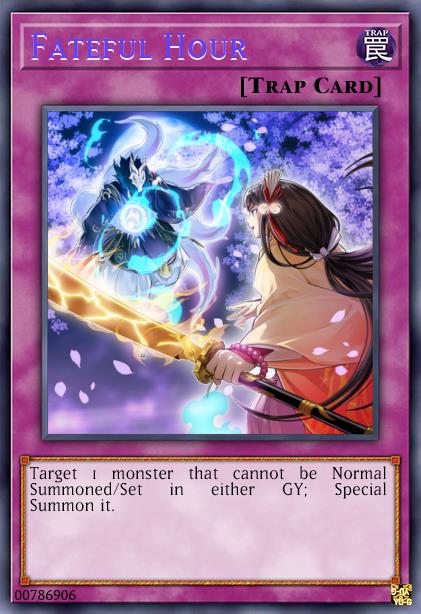 Fateful Hour
TRAP
罠
[Trap Card]
Target 1 monster that cannot be Normal
Summoned/Set in either GY; Special
Summon it.
00786906